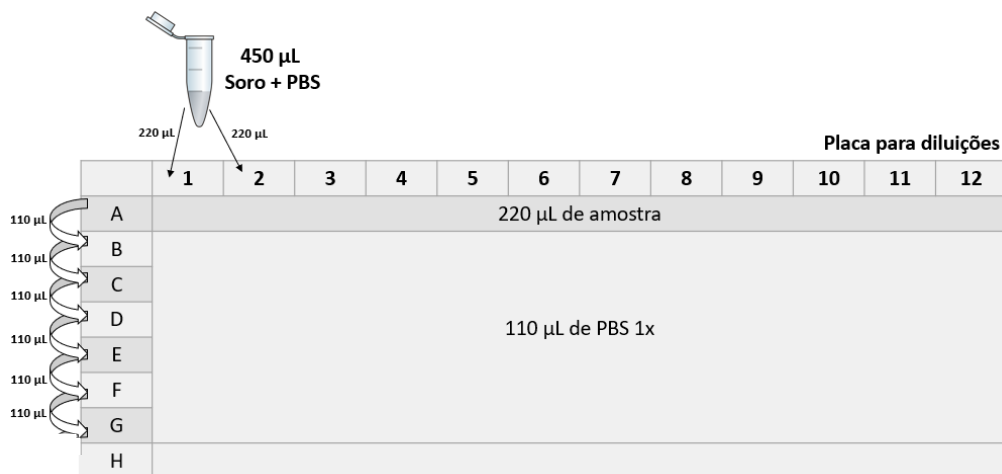 450 µL
Soro + PBS
220 µL
220 µL
Placa para diluições
1 2 3 4 5 6 7 8 9 10 11 12
A 220 µL de amostra
110 µL
B
110 µL
C
110 µL
D
110 µL de PBS 1x
110 µL
E
110 µL
F
110 µL
G
H